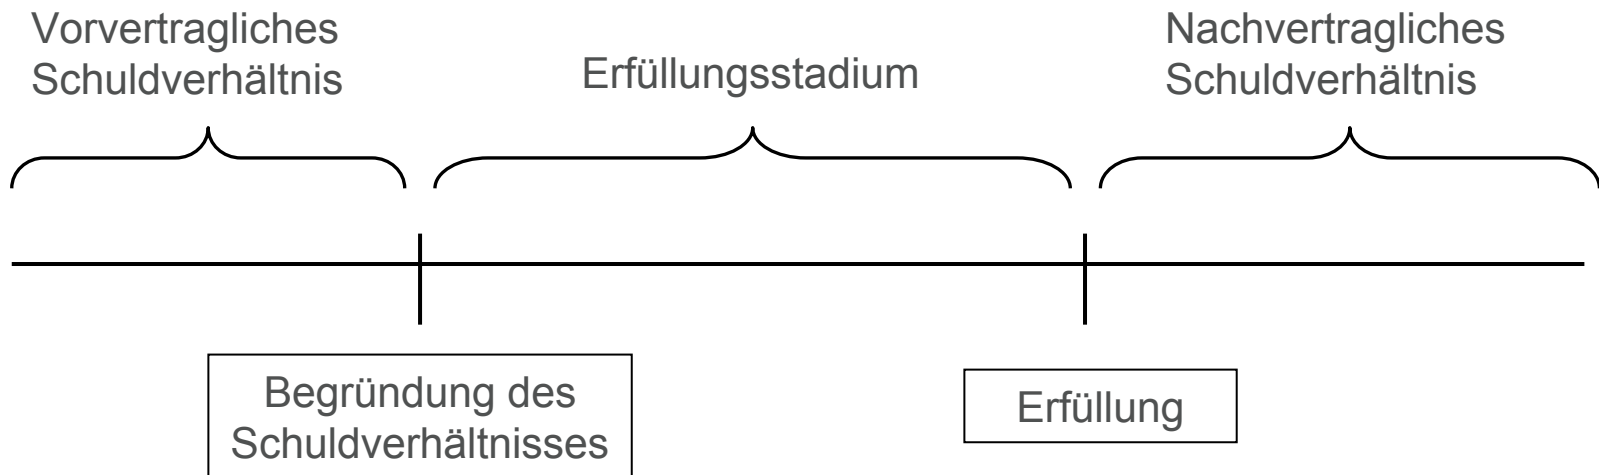 Vorvertragliches
Schuldverhältnis
Erfüllungsstadium
Nachvertragliches
Schuldverhältnis
Begründung des
Schuldverhältnisses
Erfüllung